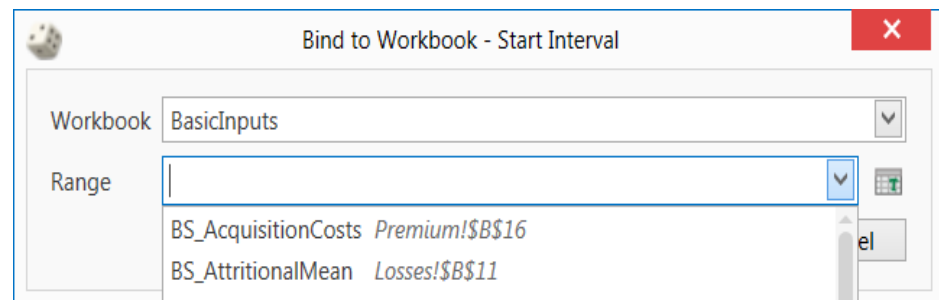 Bind to Workbook - Start Interval
Workbook BasicInputs
Range
BS_AcquisitionCosts Premium!$B$16
el
BS_AttritionalMean Losses!$B$11